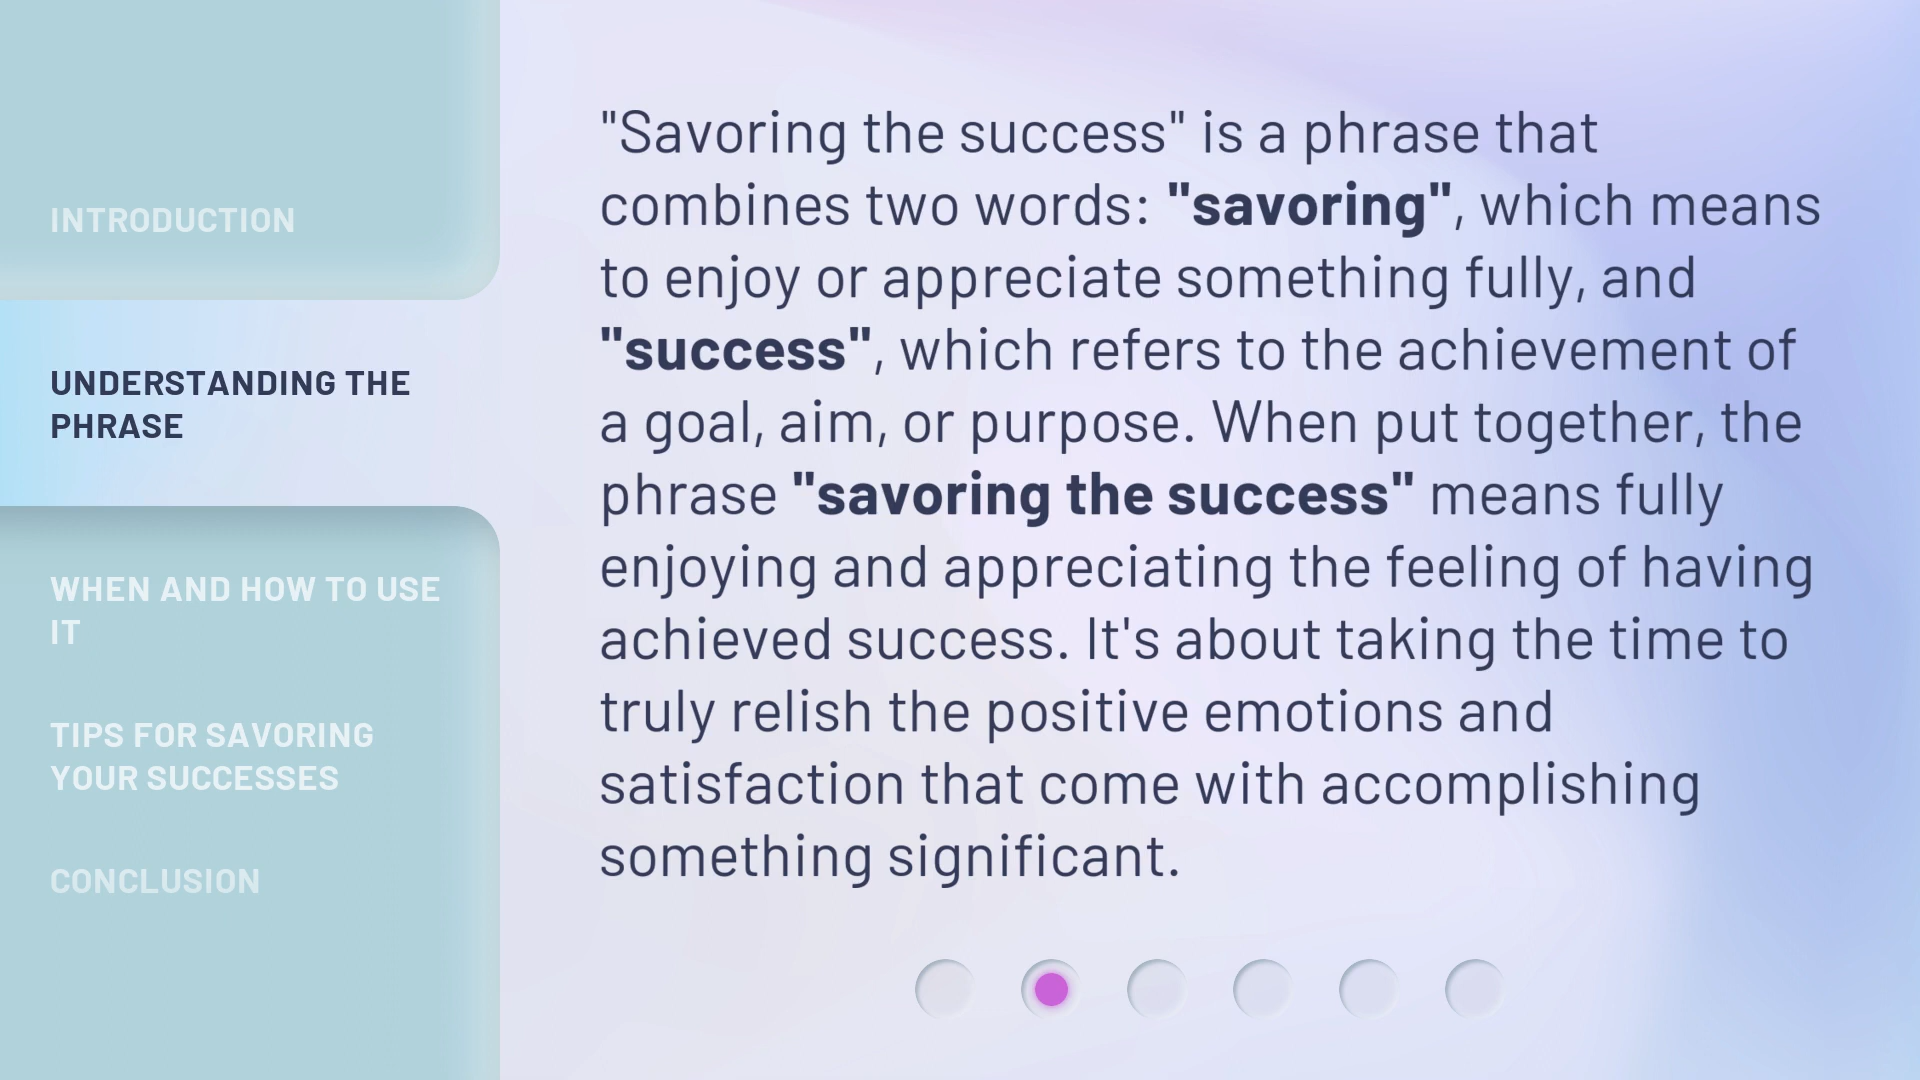 INTRODUCTION
UNDERSTANDING THE
PHRASE
WHEN AND HOW TO USE
IT
TIPS FOR SAVORING
YOUR SUCCESSES
CONCLUSION
"Savoring the success" is a phrase that
combines two words: "savoring", which means
to enjoy or appreciate something fully, and
"success", which refers to the achievement of
a goal, aim, or purpose. When put together, the
phrase "savoring the success" means fully
enjoying and appreciating the feeling of having
achieved success. It's about taking the time to
truly relish the positive emotions and
satisfaction that come with accomplishing
something significant.